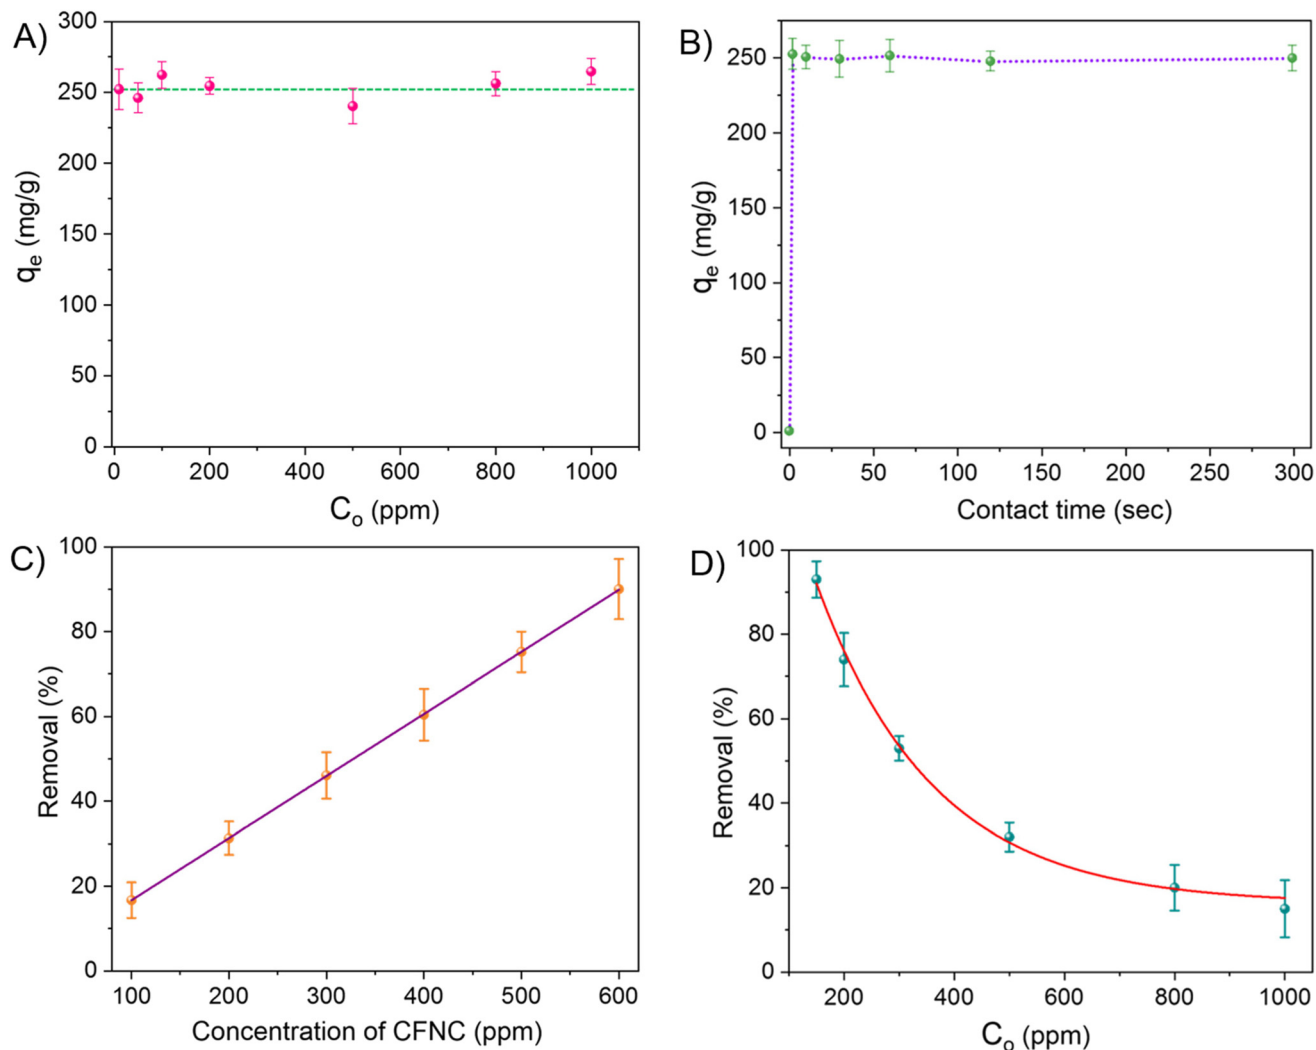 A)
300
250
200
150
100
50
0
qe (mg/g)
0 200 400 600 800 1000
Co (ppm)
B)
250
200
150
100
50
0
qe (mg/g)
0 50 100 150 200 250 300
Contact time (sec)
C)
100
80
60
40
20
0
Removal (%)
100 200 300 400 500 600
Concentration of CFNC (ppm)
D)
100
80
60
40
20
0
Removal (%)
200 400 600 800 1000
Co (ppm)